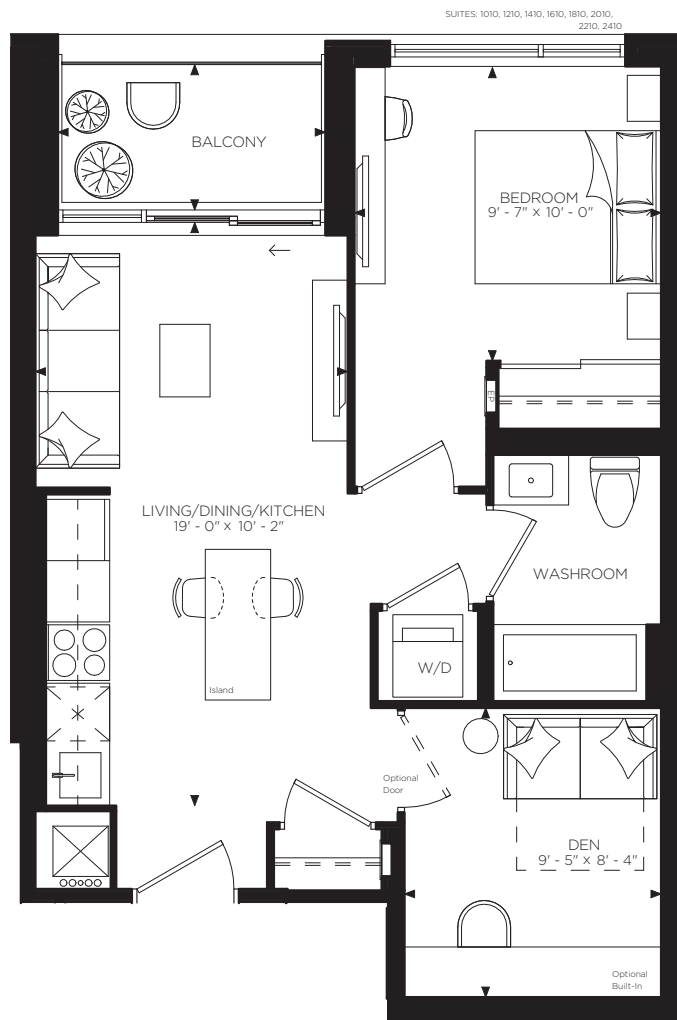 SUITES: 1010, 1210, 1410, 1610, 1810, 2010,
2210, 2410
BALCONY
BEDROOM
9' - 7" x 10' - 0"
EP
LIVING/DINING/KITCHEN
19' - 0" x 10' - 2"
WASHROOM
W/D
Island
Optional
Door
DEN
9' - 5" x 8' - 4"
Optional
Built-In